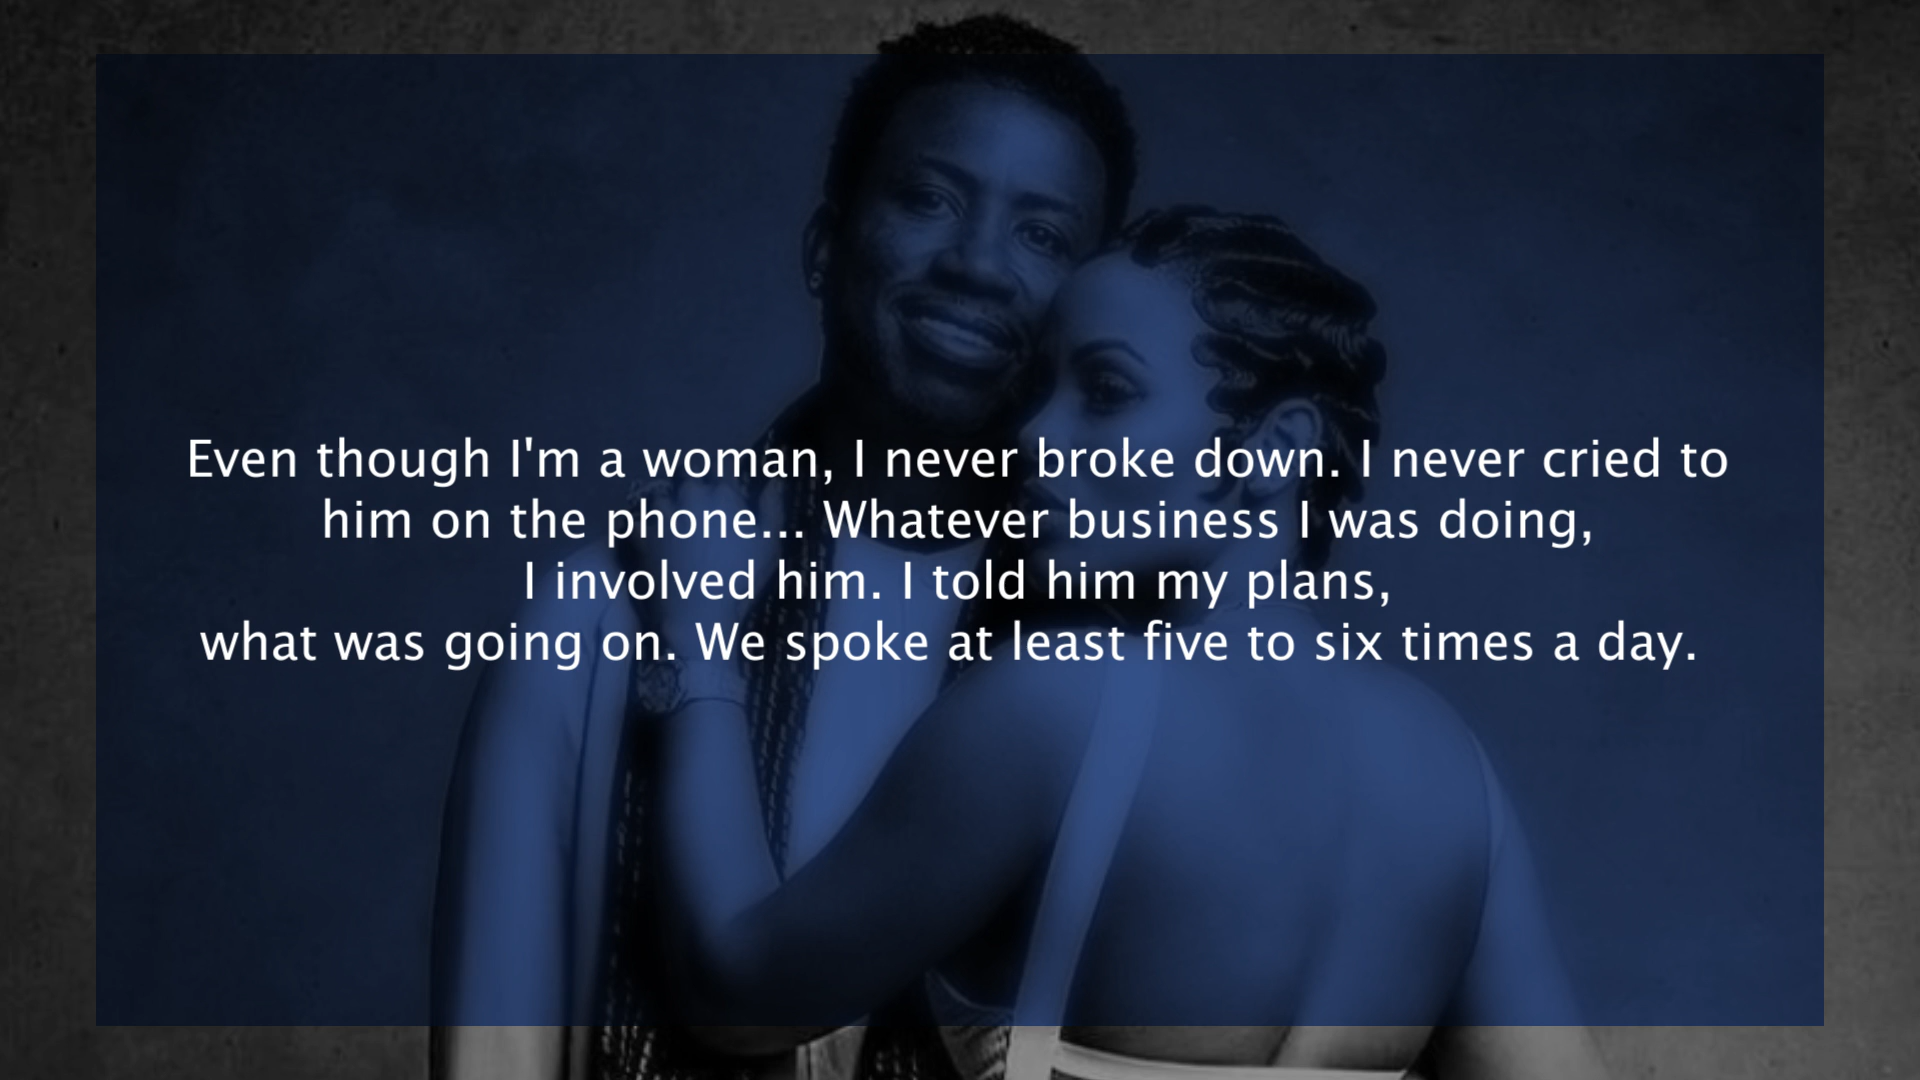 Even though I'm a woman, I never broke down. I never cried to
him on the phone... Whatever business I was doing,
I involved him. I told him my plans,
what was going on. We spoke at least five to six times a day.